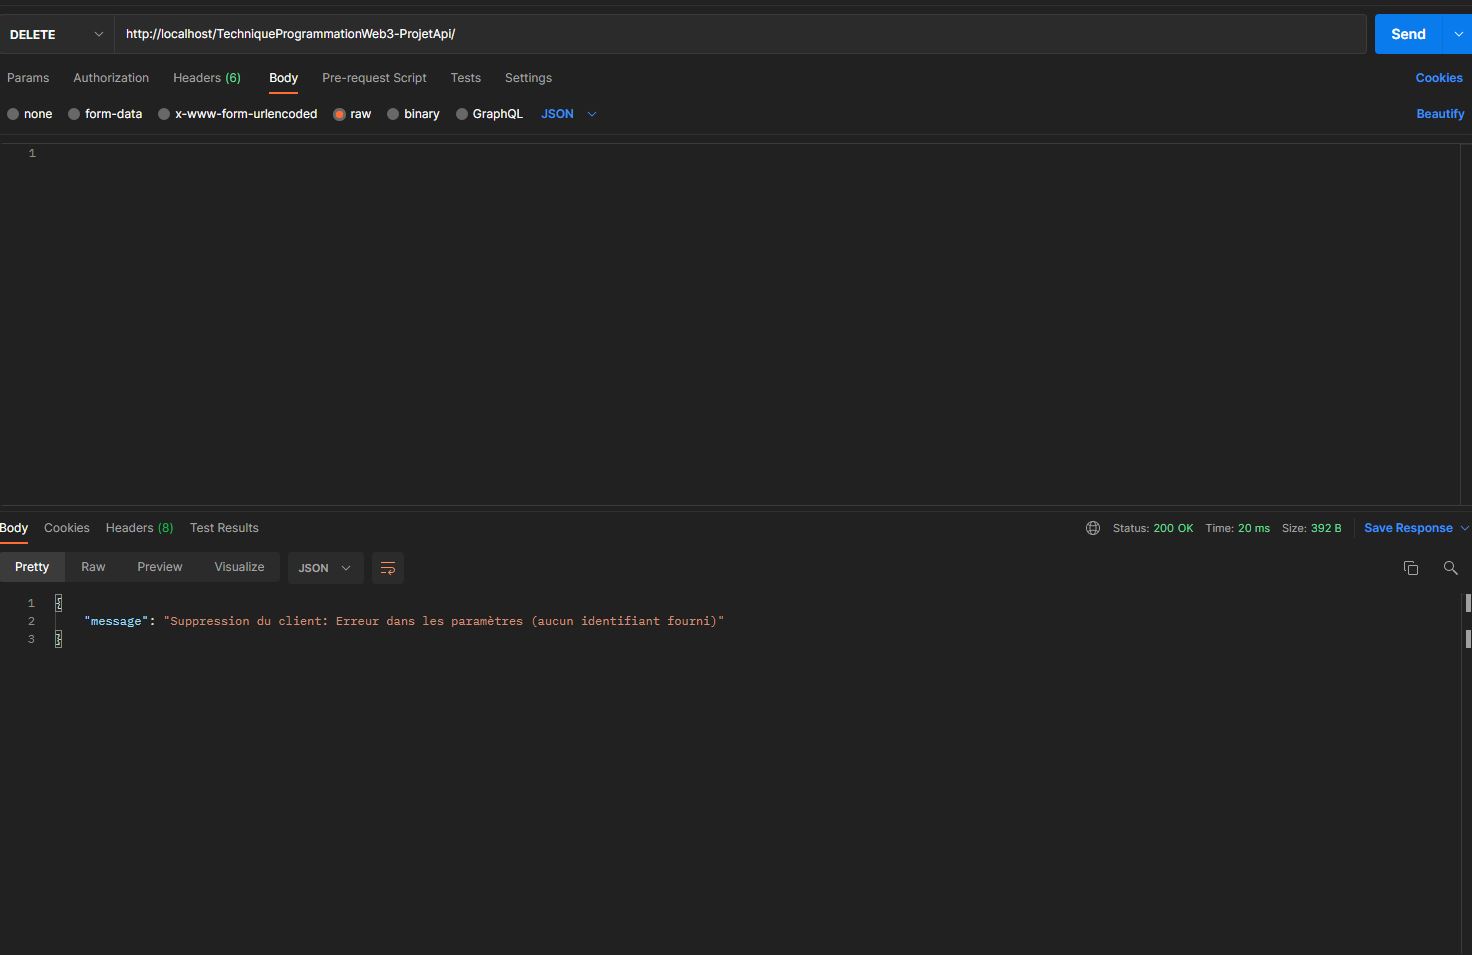 DELETE http://localhost/TechniqueProgrammationWeb3-ProjetApi/ Send
Params Authorization Headers (6) Body Pre-request Script Tests Settings Cookies
none form-data x-www-form-urlencoded raw binary GraphQL JSON Beautify
1
Body Cookies Headers (8) Test Results Status: 200 OK Time: 20 ms Size: 392 B Save Response
Pretty Raw Preview Visualize JSON
1 {
2 "message": "Suppression du client: Erreur dans les paramètres (aucun identifiant fourni)"
3 }